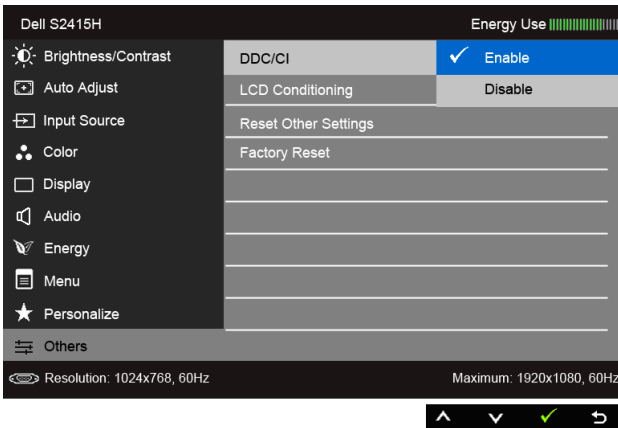 Dell S2415H Energy Use
Brightness/Contrast DDC/CI Enable
Auto Adjust LCD Conditioning Disable
Input Source Reset Other Settings
Color Factory Reset
Display
Audio
Energy
Menu
Personalize
Others
Resolution: 1024x768, 60Hz Maximum: 1920x1080, 60Hz